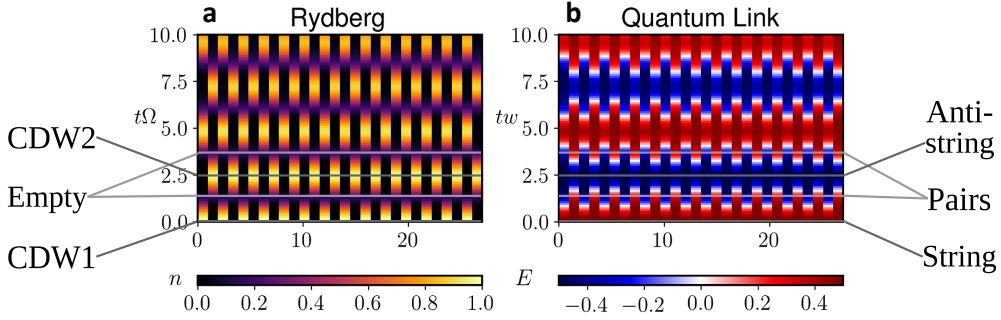 a Rydberg
b Quantum Link
10.0
7.5
tΩ
5.0
2.5
0.0
0 10 20
10.0
7.5
tw
5.0
2.5
0.0
0 10 20
CDW2
Empty
CDW1
Anti-
string
Pairs
String
n
0.0 0.2 0.4 0.6 0.8 1.0
E
−0.4 −0.2 0.0 0.2 0.4